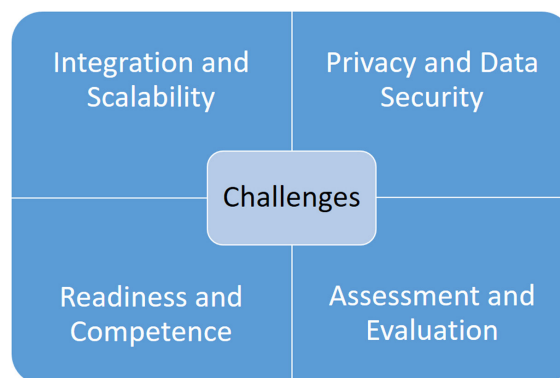 Integration and
Scalability
Privacy and Data
Security
Challenges
Readiness and
Competence
Assessment and
Evaluation